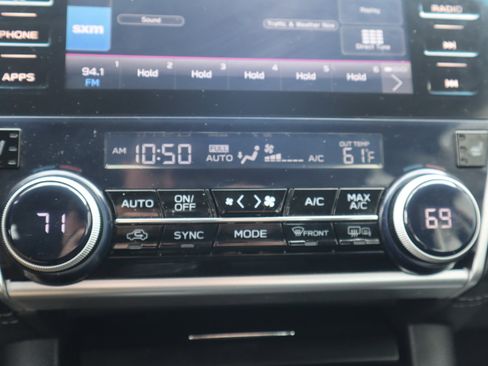 RADIO
Presets
sxm
Sound
Traffic & Weather Now
PHONE
Direct Tune
APPS
94.1 FM
1 Hold
2 Hold
3 Hold
4 Hold
5 Hold
6 Hold
AM 10:50
FULL AUTO
A/C
OUT TEMP
61°F
71
AUTO
ON/OFF
A/C
MAX A/C
69
SYNC
MODE
FRONT
R